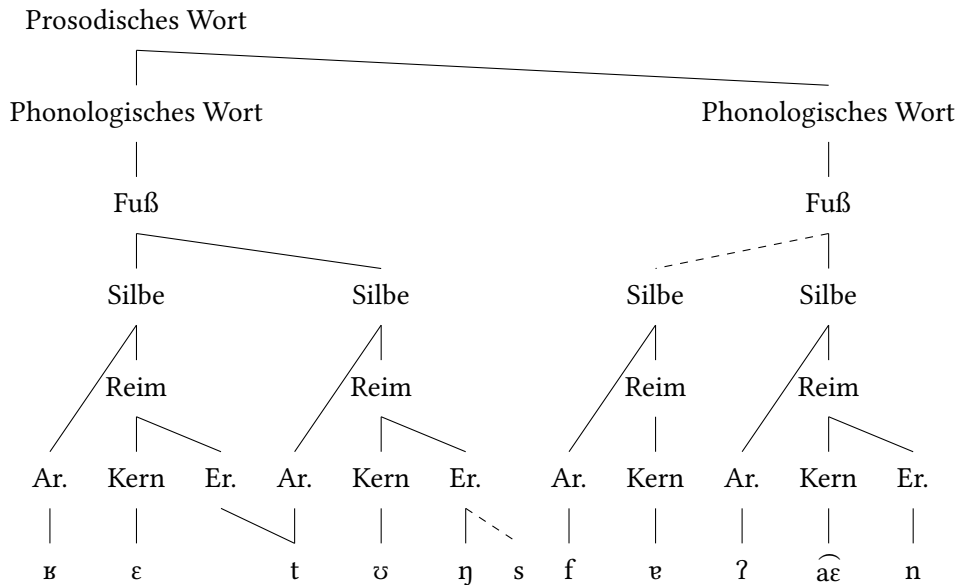 Prosodisches Wort
Phonologisches Wort Phonologisches Wort
Fuß Fuß
Silbe Silbe Silbe Silbe
Reim Reim Reim Reim
Ar. Kern Er. Ar. Kern Er. Ar. Kern Ar. Kern Er.
ʁ ɛ t ʊ ŋ s f ɐ ʔ a͡ɛ n